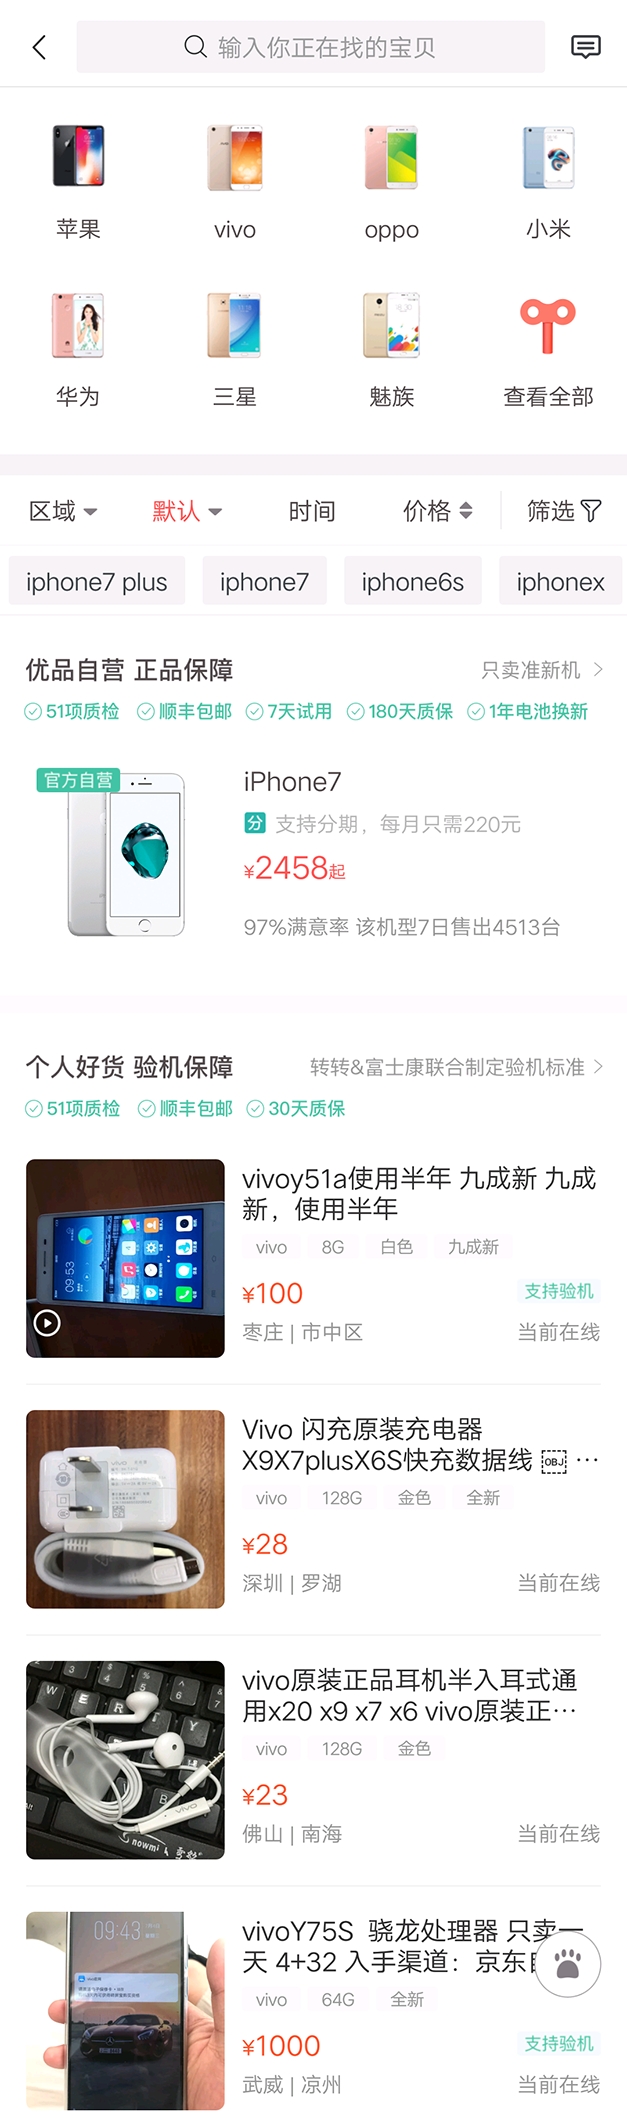 输入你正在找的宝贝
苹果 vivo oppo 小米
华为 三星 魅族 查看全部
区域 默认 时间 价格 筛选
iphone7 plus iphone7 iphone6s iphonex
优品自营 正品保障 只卖准新机
51项质检 顺丰包邮 7天试用 180天质保 1年电池换新
官方自营
iPhone7
分 支持分期，每月只需220元
¥2458起
97%满意率 该机型7日售出4513台
个人好货 验机保障 转转&富士康联合制定验机标准
51项质检 顺丰包邮 30天质保
vivoy51a使用半年 九成新 九成
新，使用半年
vivo 8G 白色 九成新
¥100 支持验机
枣庄 | 市中区 当前在线
09:53
Vivo 闪充原装充电器
X9X7plusX6S快充数据线 OBJ ···
vivo 128G 金色 全新
¥28
深圳 | 罗湖 当前在线
vivo原装正品耳机半入耳式通
用x20 x9 x7 x6 vivo原装正···
vivo 128G 金色
¥23
佛山 | 南海 当前在线
vivoY75S 骁龙处理器 只卖一
天 4+32 入手渠道：京东
vivo 64G 全新
¥1000 支持验机
武威 | 凉州 当前在线
09:43